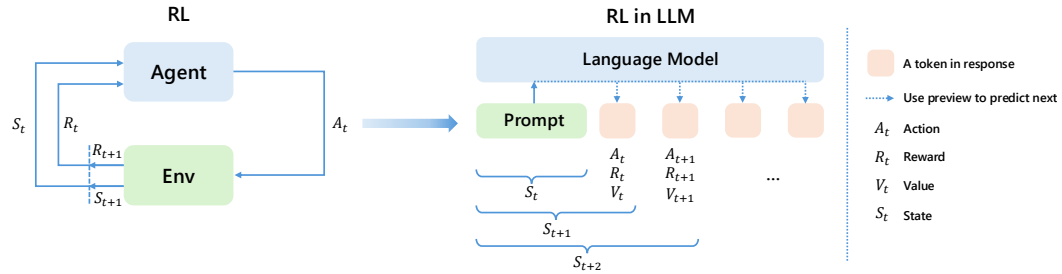 RL
Agent
S_t
R_t
A_t
R_{t+1}
S_{t+1}
Env
RL in LLM
Language Model
Prompt
A_t
R_t
V_t
A_{t+1}
R_{t+1}
V_{t+1}
...
S_t
S_{t+1}
S_{t+2}
A token in response
Use preview to predict next
A_t Action
R_t Reward
V_t Value
S_t State